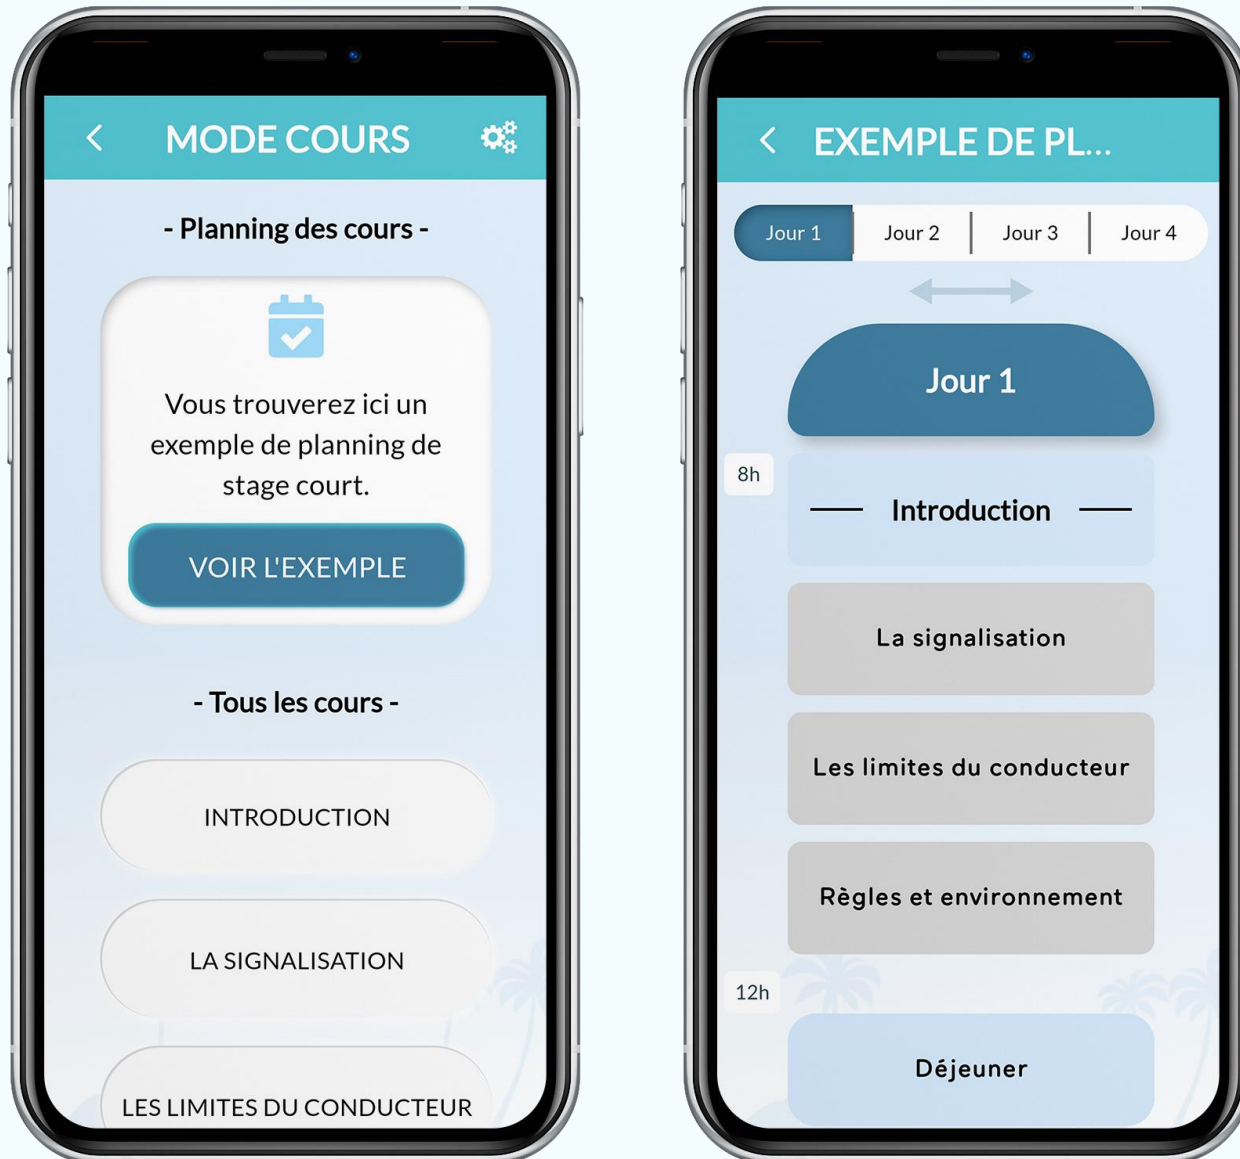 MODE COURS
- Planning des cours -
Vous trouverez ici un
exemple de planning de
stage court.
VOIR L'EXEMPLE
- Tous les cours -
INTRODUCTION
LA SIGNALISATION
LES LIMITES DU CONDUCTEUR
EXEMPLE DE PL...
Jour 1 Jour 2 Jour 3 Jour 4
Jour 1
8h
Introduction
La signalisation
Les limites du conducteur
Règles et environnement
12h
Déjeuner